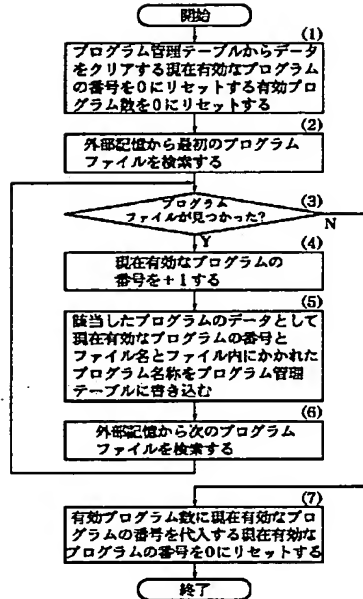 開始
(1)
プログラム管理テーブルからデータ
をクリアする現在有効なプログラム
の番号を0にリセットする有効プロ
グラム数を0にリセットする
(2)
外部記憶から最初のプログラム
ファイルを検索する
(3)
プログラム
ファイルが見つかった?
N
Y
(4)
現在有効なプログラムの
番号を+1する
(5)
該当したプログラムのデータとして
現在有効なプログラムの番号と
ファイル名とファイル内にかかれた
プログラム名称をプログラム管理
テーブルに書き込む
(6)
外部記憶から次のプログラム
ファイルを検索する
(7)
有効プログラム数に現在有効なプロ
グラムの番号を代入する現在有効な
プログラムの番号を0にリセットする
終了